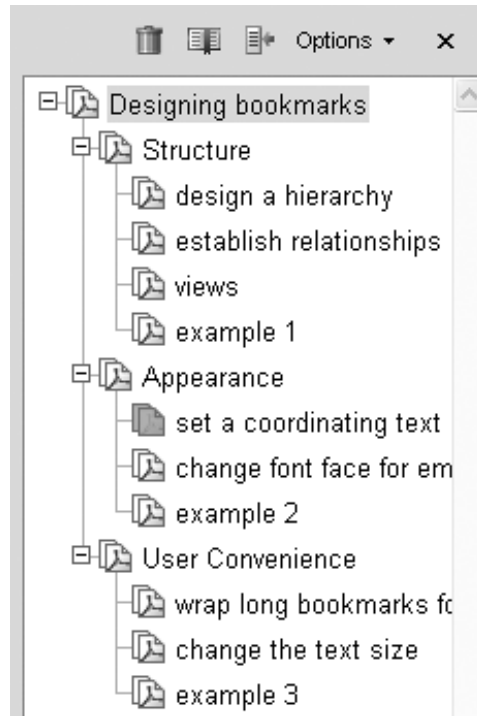 Options
Designing bookmarks
Structure
design a hierarchy
establish relationships
views
example 1
Appearance
set a coordinating text
change font face for em
example 2
User Convenience
wrap long bookmarks fo
change the text size
example 3